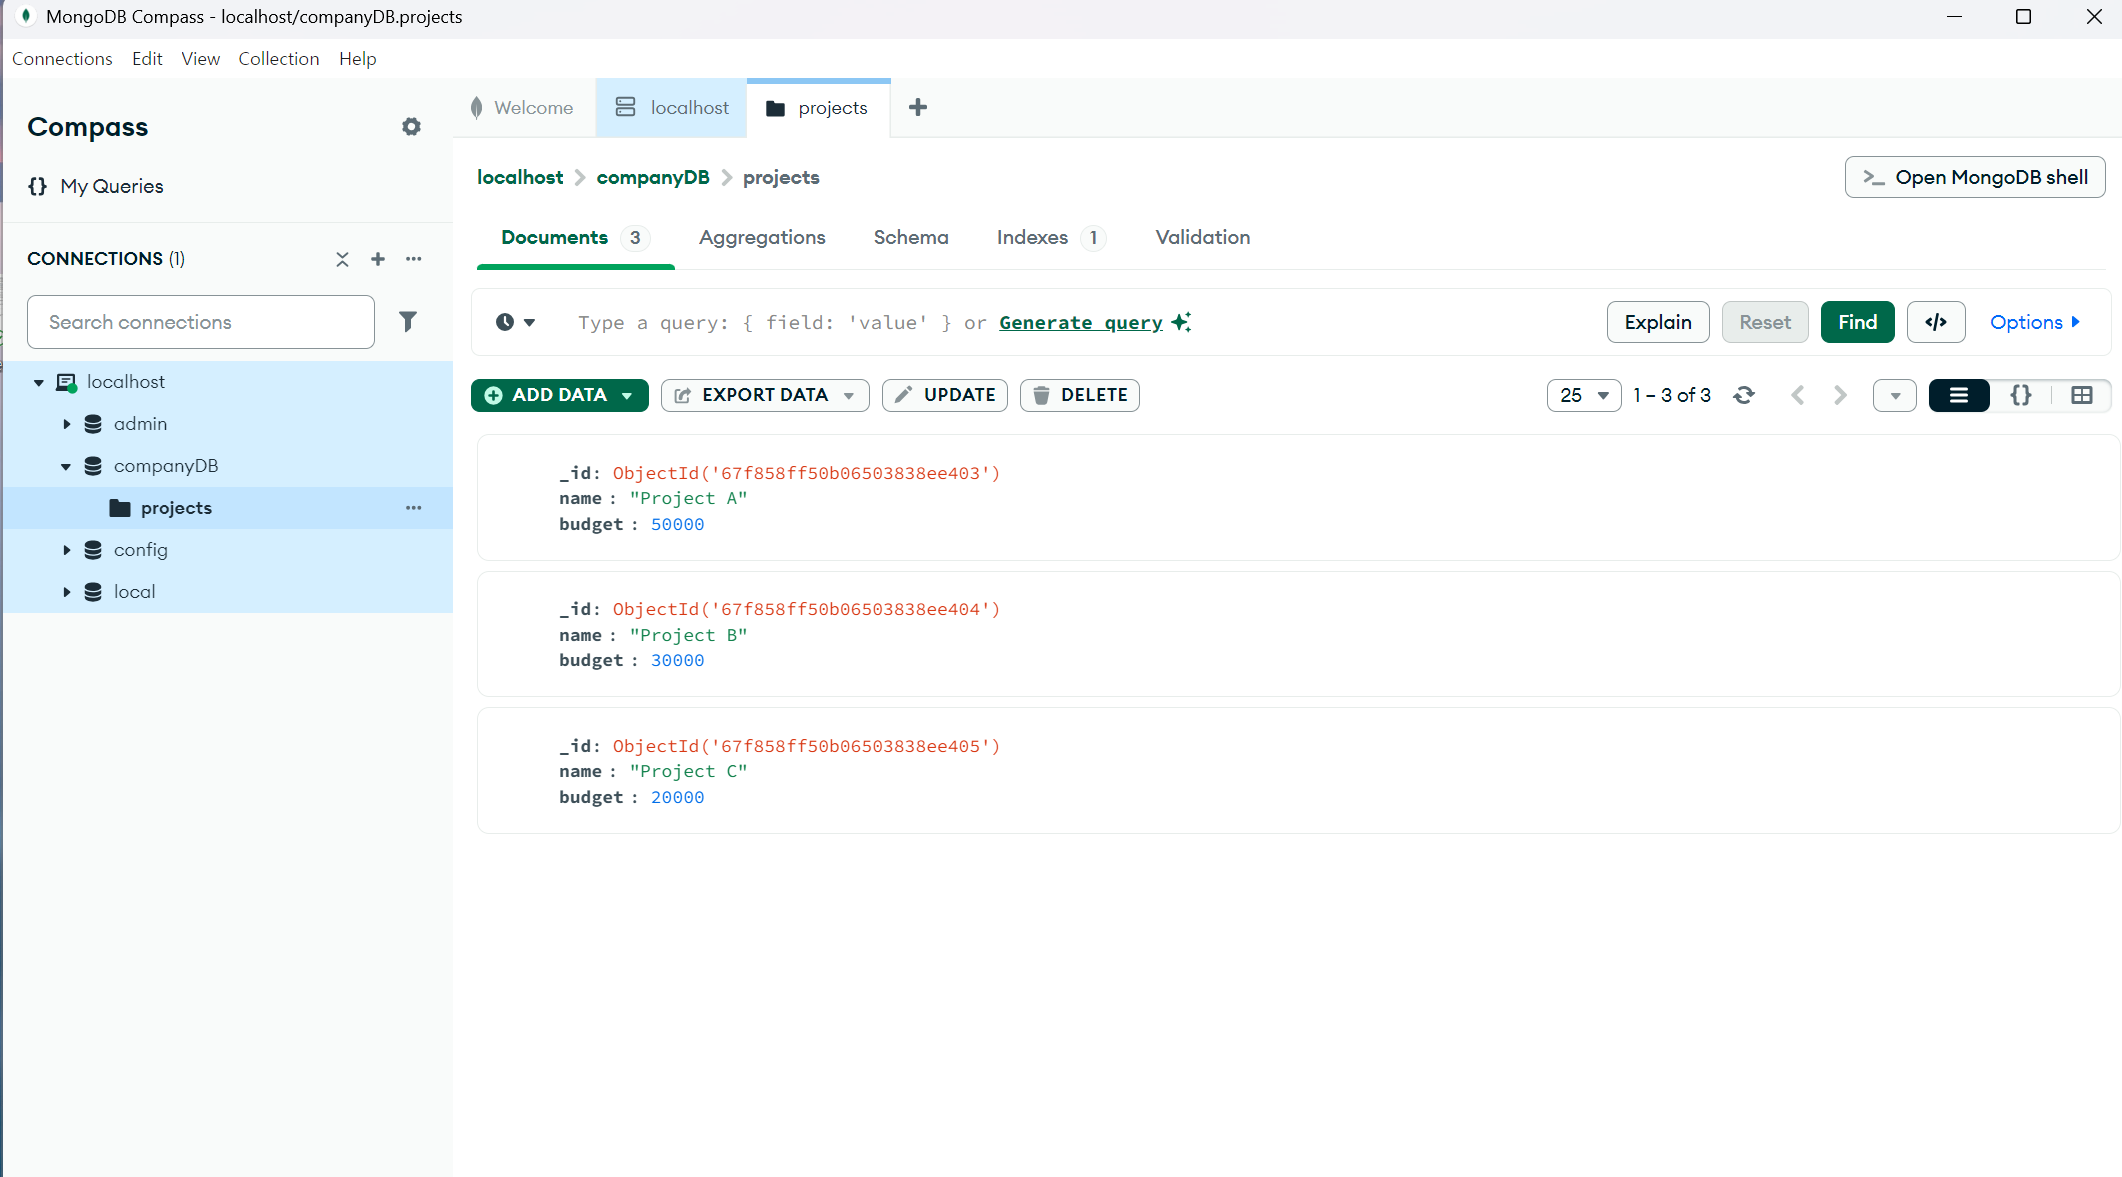 MongoDB Compass - localhost/companyDB.projects
Connections Edit View Collection Help
Compass
My Queries
CONNECTIONS (1)
Search connections
localhost
admin
companyDB
projects
config
local
Welcome localhost projects
localhost > companyDB > projects
>_ Open MongoDB shell
Documents 3 Aggregations Schema Indexes 1 Validation
Type a query: { field: 'value' } or Generate query
Explain Reset Find </> Options
ADD DATA EXPORT DATA UPDATE DELETE
25 1 – 3 of 3 {}
_id: ObjectId('67f858ff50b06503838ee403')
name : "Project A"
budget : 50000
_id: ObjectId('67f858ff50b06503838ee404')
name : "Project B"
budget : 30000
_id: ObjectId('67f858ff50b06503838ee405')
name : "Project C"
budget : 20000